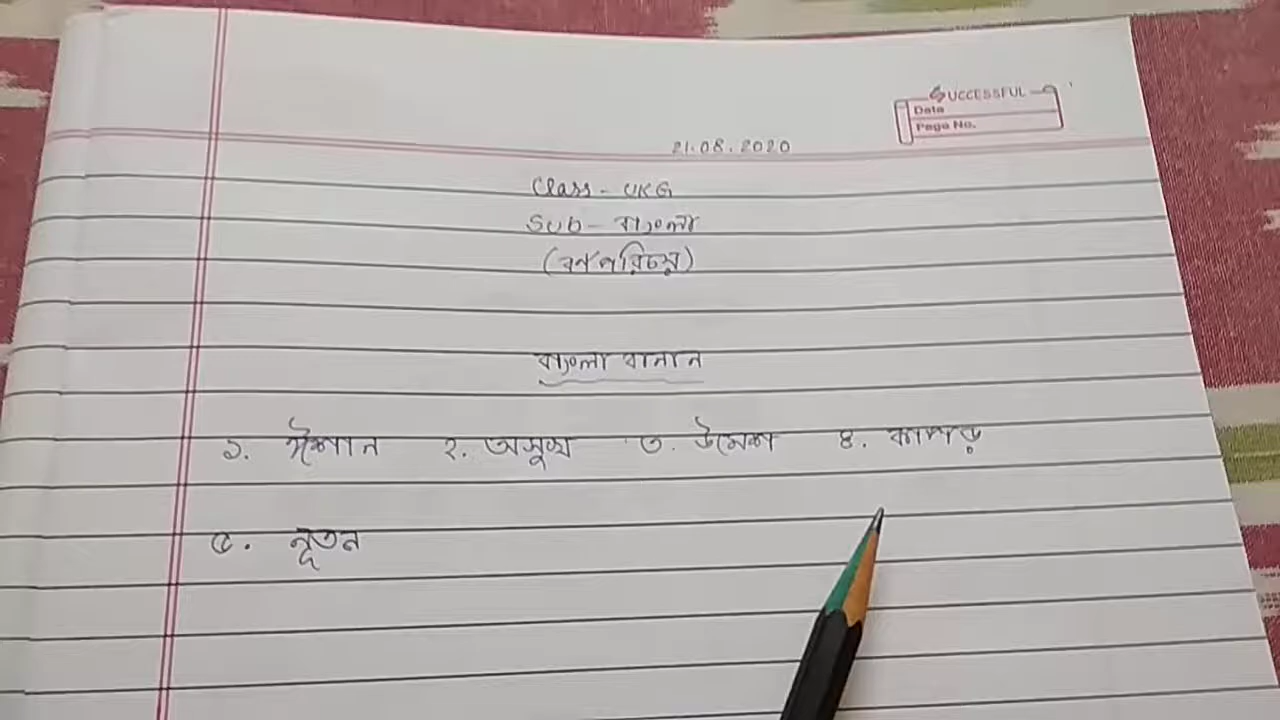 SUCCESSFUL
Date
Page No.
21.08.2020
Class - UKG
Sub - বাংলা
(বর্ণপরিচয়)
বাংলা বানান
১. ঈশান ২. অসুখ ৩. উমেশ ৪. কাপড়
৫. নূতন